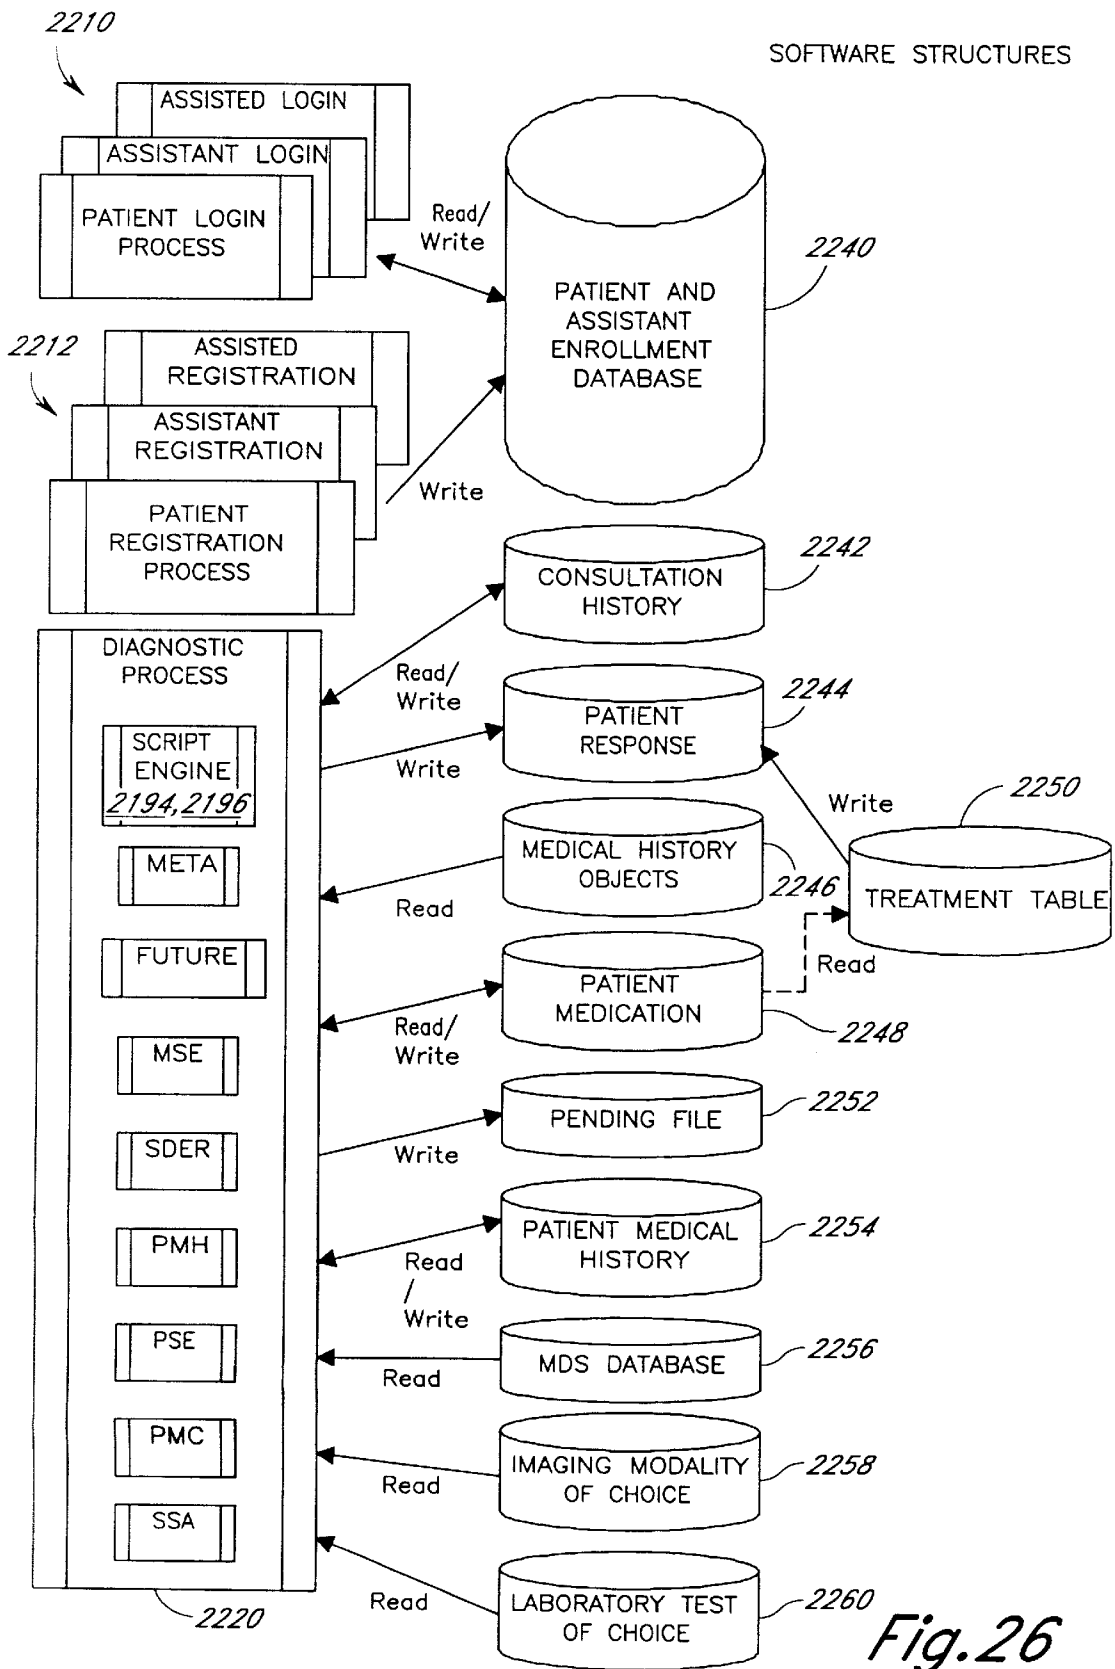 2210
SOFTWARE STRUCTURES
ASSISTED LOGIN
ASSISTANT LOGIN
PATIENT LOGIN
PROCESS
Read/
Write
2240
PATIENT AND
ASSISTANT
ENROLLMENT
DATABASE
2212
ASSISTED
REGISTRATION
ASSISTANT
REGISTRATION
Write
PATIENT
REGISTRATION
PROCESS
2242
CONSULTATION
HISTORY
DIAGNOSTIC
PROCESS
Read/
Write
2244
PATIENT
RESPONSE
SCRIPT
ENGINE
2194, 2196
Write
Write
2250
META
MEDICAL HISTORY
OBJECTS
2246
TREATMENT TABLE
Read
FUTURE
Read
PATIENT
MEDICATION
2248
Read/
Write
MSE
2252
PENDING FILE
SDER
Write
2254
PATIENT MEDICAL
HISTORY
PMH
Read
/
Write
PSE
2256
MDS DATABASE
Read
PMC
2258
IMAGING MODALITY
OF CHOICE
Read
SSA
2260
LABORATORY TEST
OF CHOICE
Read
2220
Fig. 26